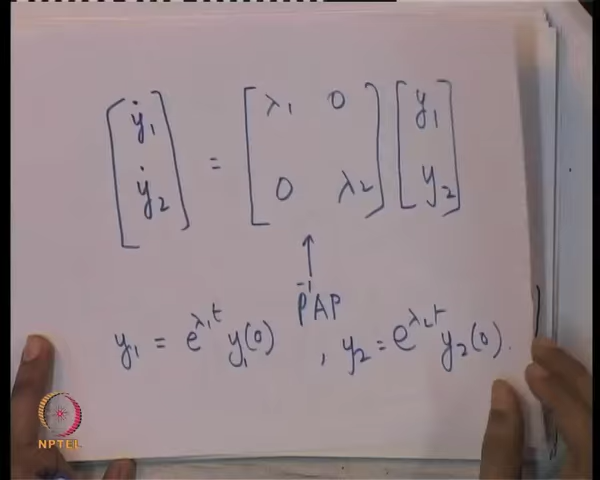 [ẏ₁ ẏ₂] = [λ₁ 0 0 λ₂] [y₁ y₂]
↑
P⁻¹AP
y₁ = e^{λ₁t} y₁(0) , y₂ = e^{λ₂t} y₂(0).
NPTEL